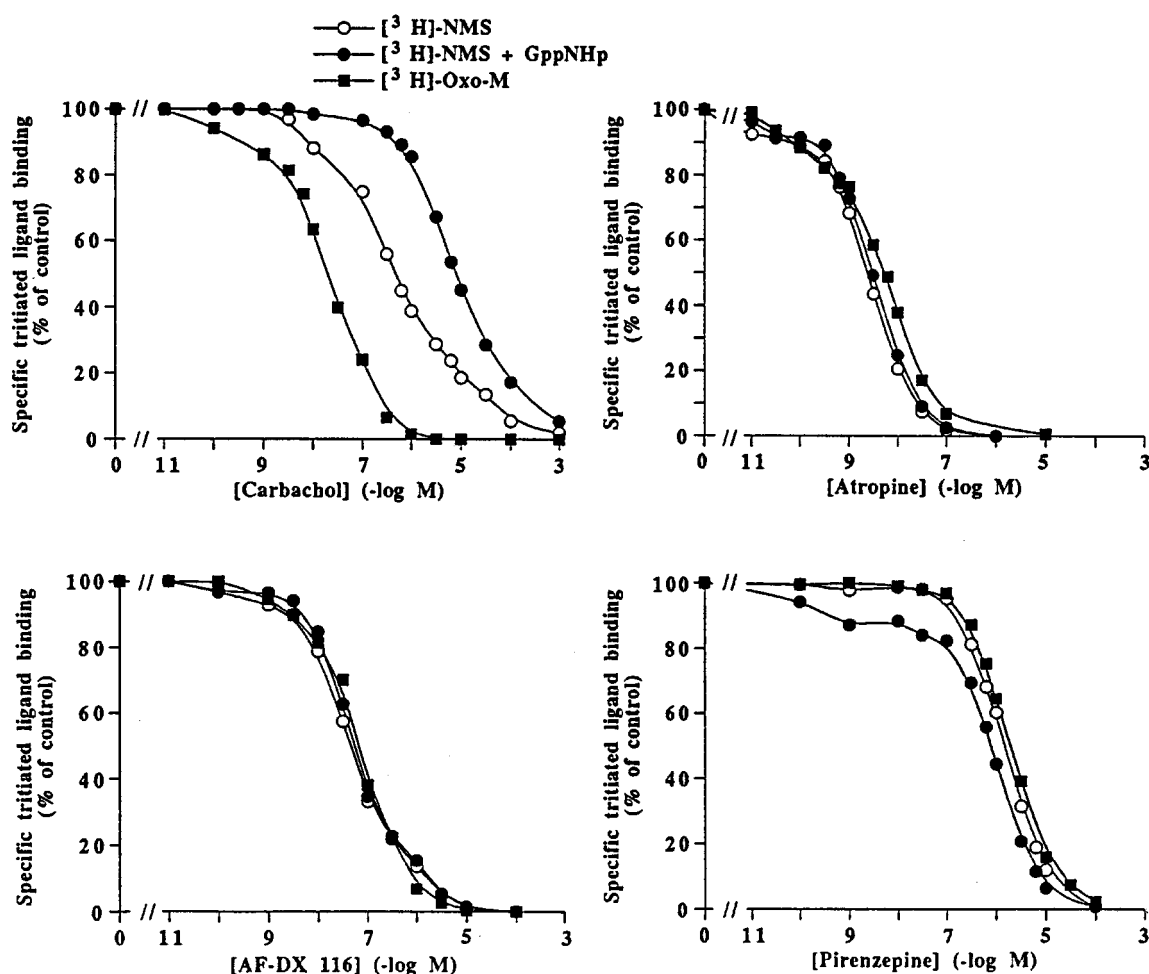 [3 H]-NMS
[3 H]-NMS + GppNHp
[3 H]-Oxo-M
Specific tritiated ligand binding
(% of control)
100
80
60
40
20
0
0 // 11 9 7 5 3
[Carbachol] (-log M)
Specific tritiated ligand binding
(% of control)
100
80
60
40
20
0
0 // 11 9 7 5 3
[Atropine] (-log M)
Specific tritiated ligand binding
(% of control)
100
80
60
40
20
0
0 // 11 9 7 5 3
[AF-DX 116] (-log M)
Specific tritiated ligand binding
(% of control)
100
80
60
40
20
0
0 // 11 9 7 5 3
[Pirenzepine] (-log M)